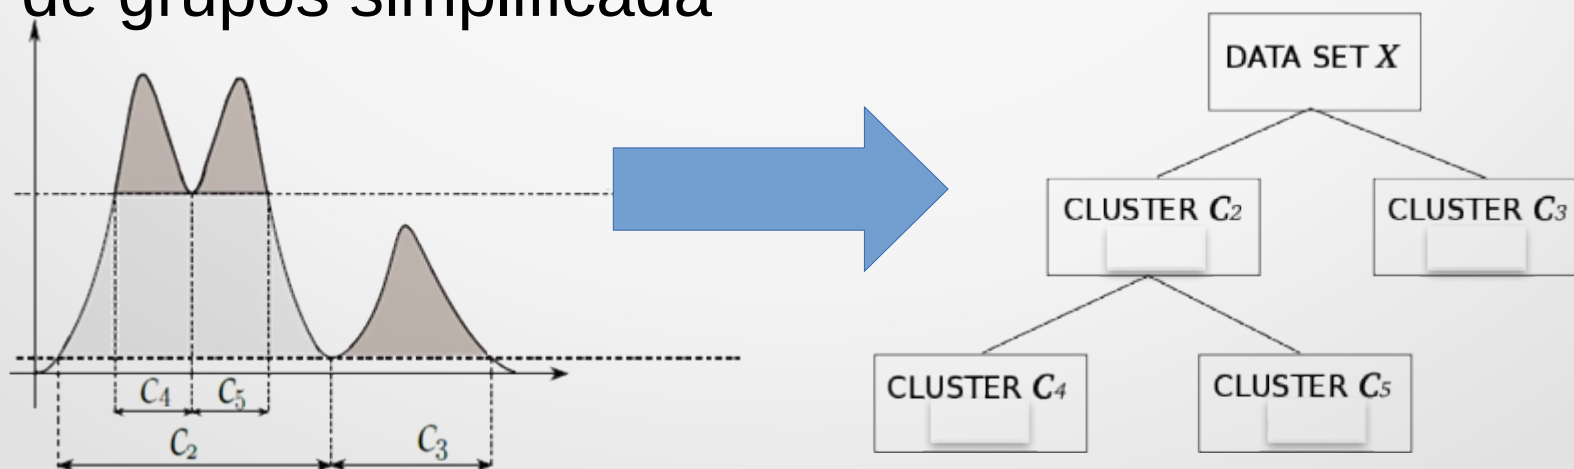 de grupos simplificada
DATA SET X
CLUSTER C2
CLUSTER C3
C4
C5
CLUSTER C4
CLUSTER C5
C2
C3